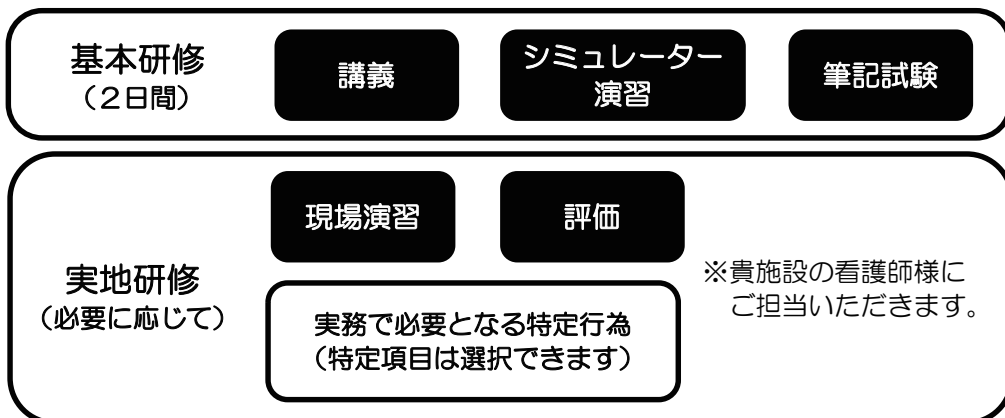 基本研修
（２日間）
講義
シミュレーター
演習
筆記試験
現場演習
評価
実地研修
（必要に応じて）
実務で必要となる特定行為
（特定項目は選択できます）
※貴施設の看護師様に
ご担当いただきます。